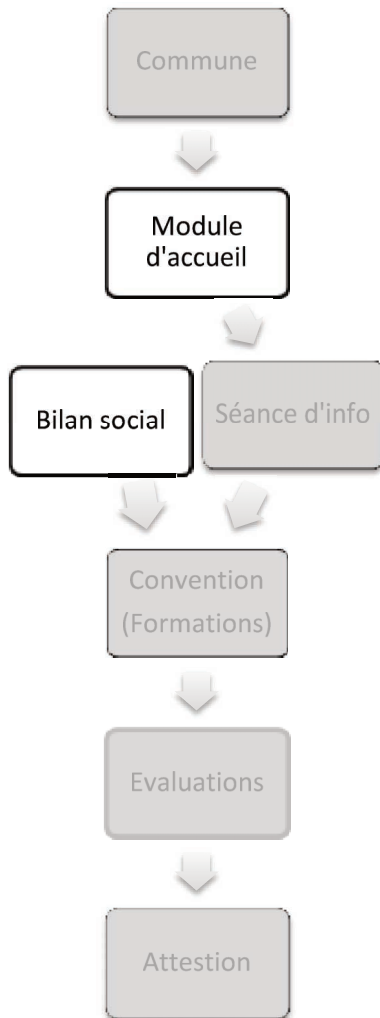 Commune
Module
d'accueil
Bilan social
Séance d'info
Convention
(Formations)
Evaluations
Attestion